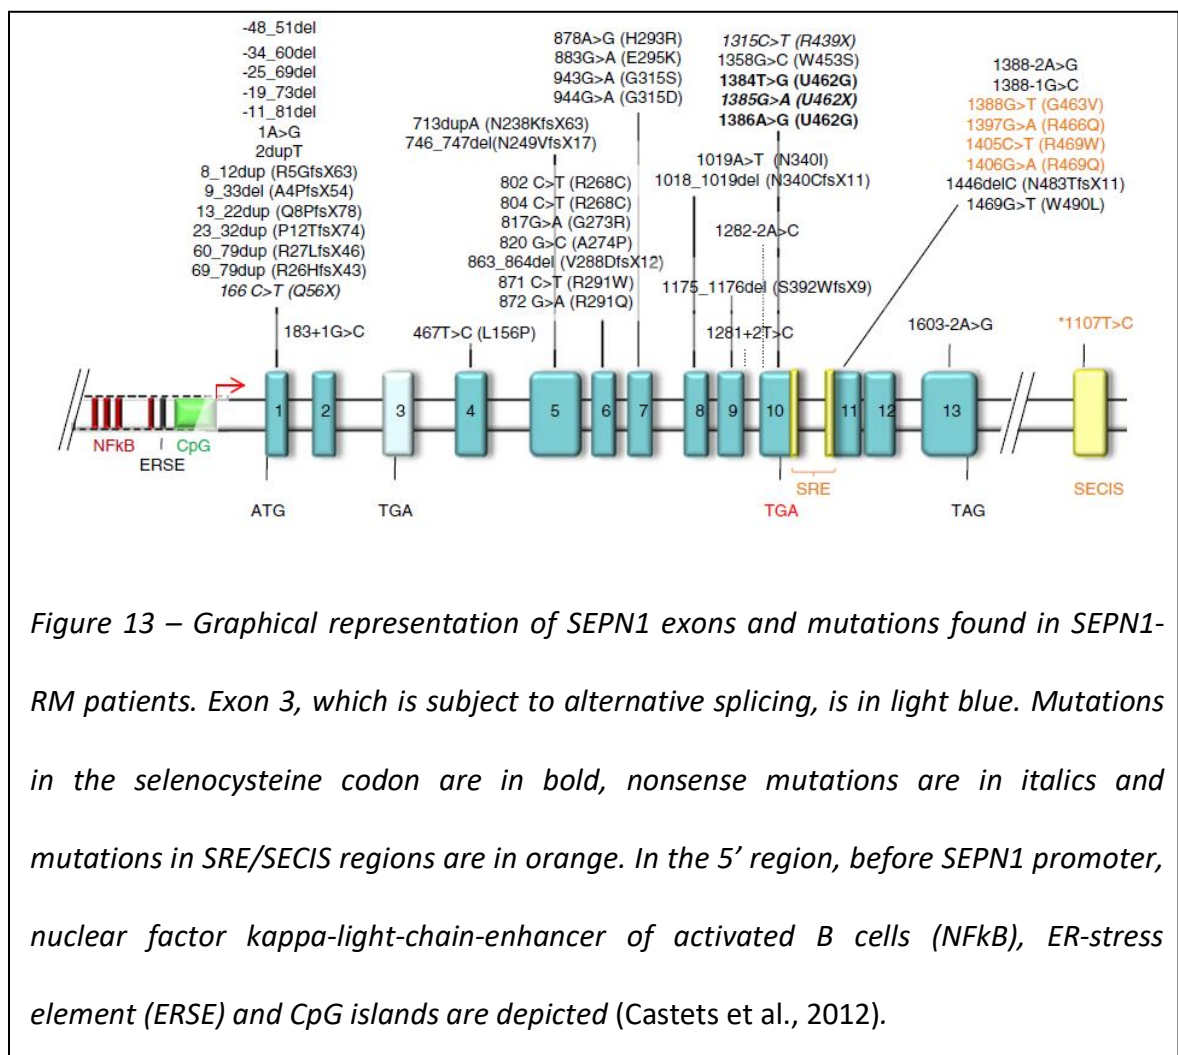 -48_51del
-34_60del
-25_69del
-19_73del
-11_81del
1A>G
2dupT
8_12dup (R5GfsX63)
9_33del (A4PfsX54)
13_22dup (Q8PfsX78)
23_32dup (P12TfsX74)
60_79dup (R27LfsX46)
69_79dup (R26HfsX43)
166 C>T (Q56X)
183+1G>C
467T>C (L156P)
713dupA (N238KfsX63)
746_747del(N249VfsX17)
802 C>T (R268C)
804 C>T (R268C)
817G>A (G273R)
820 G>C (A274P)
863_864del (V288DfsX12)
871 C>T (R291W)
872 G>A (R291Q)
878A>G (H293R)
883G>A (E295K)
943G>A (G315S)
944G>A (G315D)
1019A>T (N340I)
1018_1019del (N340CfsX11)
1282-2A>C
1175_1176del (S392WfsX9)
1281+2T>C
1315C>T (R439X)
1358G>C (W453S)
1384T>G (U462G)
1385G>A (U462X)
1386A>G (U462G)
1388-2A>G
1388-1G>C
1388G>T (G463V)
1397G>A (R466Q)
1405C>T (R469W)
1406G>A (R469Q)
1446delC (N483TfsX11)
1469G>T (W490L)
1603-2A>G
*1107T>C
1 2 3 4 5 6 7 8 9 10 11 12 13
NFkB
CpG
ERSE
SRE
SECIS
ATG
TGA
TGA
TAG
Figure 13 – Graphical representation of SEPN1 exons and mutations found in SEPN1-
RM patients. Exon 3, which is subject to alternative splicing, is in light blue. Mutations
in the selenocysteine codon are in bold, nonsense mutations are in italics and
mutations in SRE/SECIS regions are in orange. In the 5’ region, before SEPN1 promoter,
nuclear factor kappa-light-chain-enhancer of activated B cells (NFkB), ER-stress
element (ERSE) and CpG islands are depicted (Castets et al., 2012).